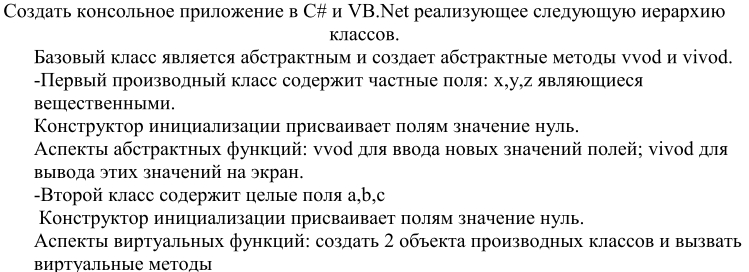 Создать консольное приложение в C# и VB.Net реализующее следующую иерархию
классов.
Базовый класс является абстрактным и создает абстрактные методы vvod и vivod.
-Первый производный класс содержит частные поля: x,y,z являющиеся
вещественными.
Конструктор инициализации присваивает полям значение нуль.
Аспекты абстрактных функций: vvod для ввода новых значений полей; vivod для
вывода этих значений на экран.
-Второй класс содержит целые поля a,b,c
Конструктор инициализации присваивает полям значение нуль.
Аспекты виртуальных функций: создать 2 объекта производных классов и вызвать
виртуальные методы